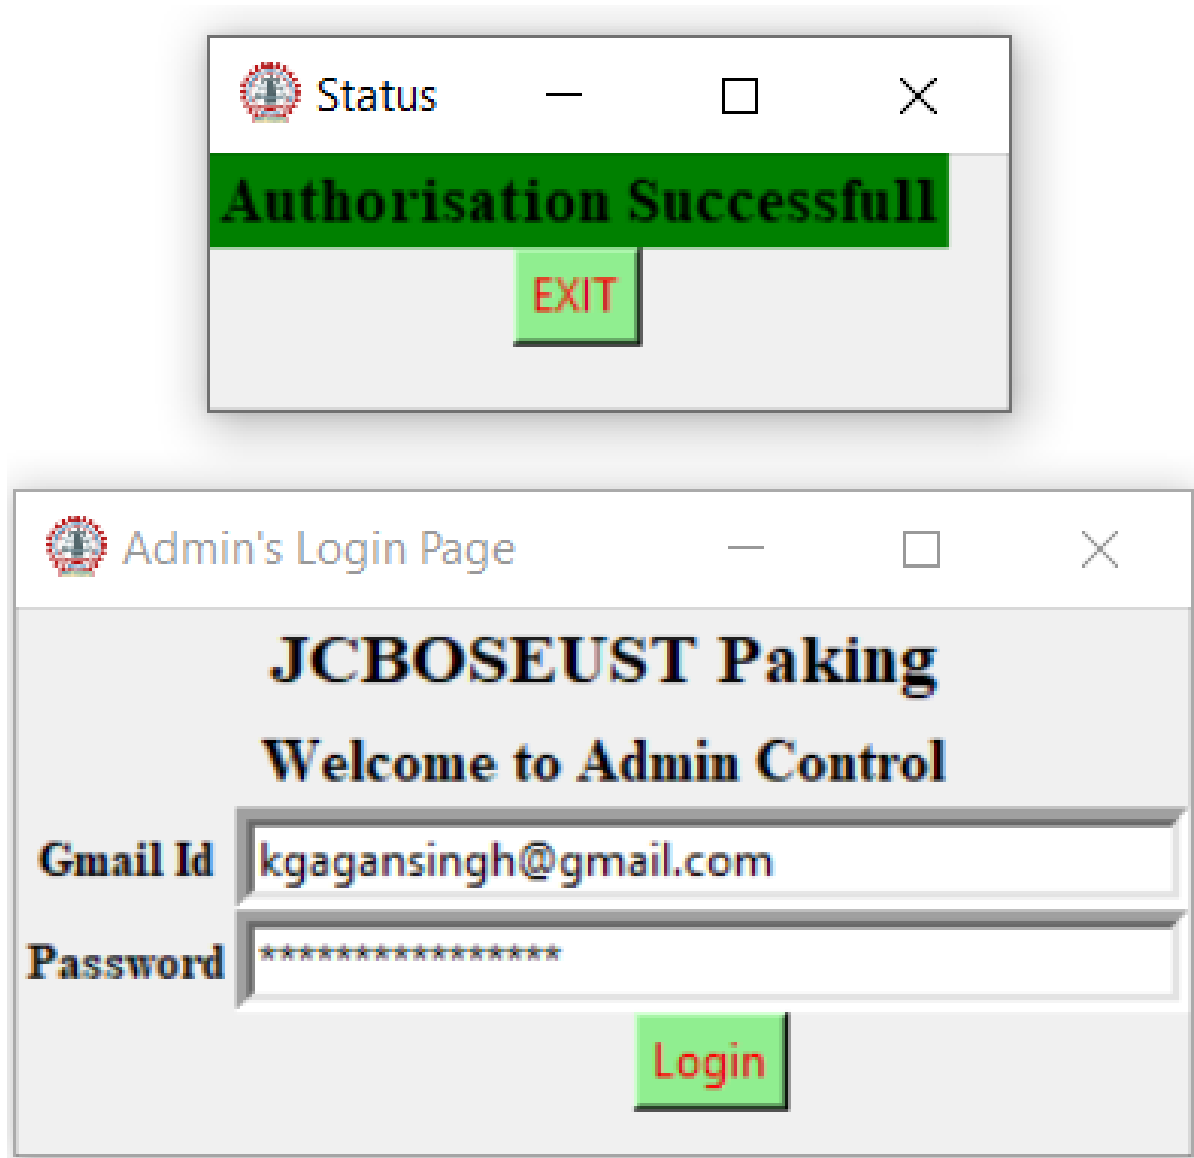 Status
Authorisation Successfull
EXIT
Admin's Login Page
JCBOSEUST Paking
Welcome to Admin Control
Gmail Id kgagansingh@gmail.com
Password ****************
Login